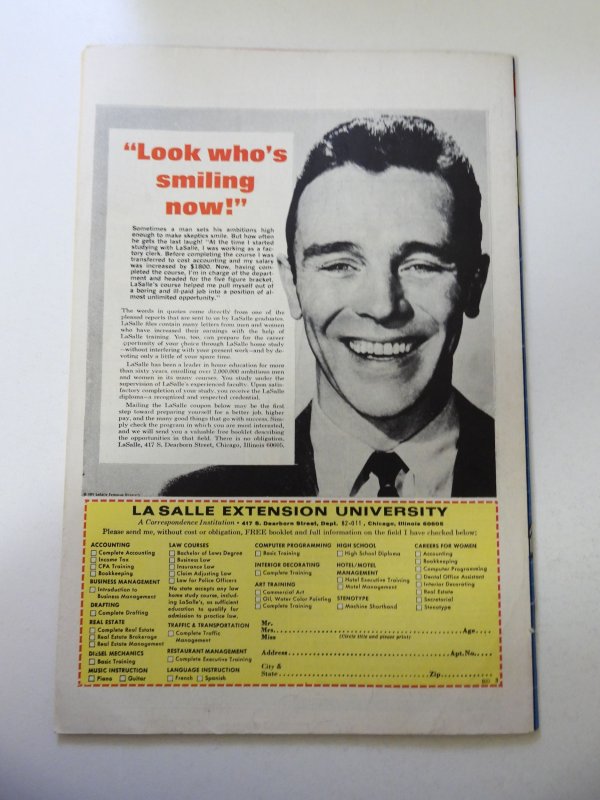 “Look who's
smiling
now!”
Sometimes a man sets his ambitions high
enough to make skeptics smile. But how often
he gets the last laugh! "At the time I started
studying with LaSalle, I was working as a fac-
tory clerk. Before completing the course I was
transferred to cost accounting and my salary
was increased by $1800. Now, having com-
pleted the course, I'm in charge of the depart-
ment and headed for the five figure bracket.
LaSalle's course helped me pull myself out of
a boring and ill-paid job into a position of al-
most unlimited opportunity."
The words in quotes come directly from one of the
pleased reports that are sent to us by LaSalle graduates.
LaSalle files contain many letters from men and women
who have increased their earnings with the help of
LaSalle training. You, too, can prepare for the career
opportunity of your choice through LaSalle home study
—without interfering with your present work—and by de-
voting only a little of your spare time.
LaSalle has been a leader in home education for more
than sixty years, enrolling over 2,000,000 ambitious men
and women in its many courses. You study under the
supervision of LaSalle's experienced faculty. Upon satis-
factory completion of your study, you receive the LaSalle
diploma—a recognized and respected credential.
Mailing the LaSalle coupon below may be the first
step toward preparing yourself for a better job, higher
pay, and the many good things that go with success. Sim-
ply check the program in which you are most interested,
and we will send you a valuable free booklet describing
the opportunities in that field. There is no obligation.
LaSalle, 417 S. Dearborn Street, Chicago, Illinois 60605.
LaSalle Extension University
LA SALLE EXTENSION UNIVERSITY
A Correspondence Institution • 417 S. Dearborn Street, Dept. 82-011, Chicago, Illinois 60605
Please send me, without cost or obligation, FREE booklet and full information on the field I have checked below:
ACCOUNTING
Complete Accounting
Income Tax
CPA Training
Bookkeeping
BUSINESS MANAGEMENT
Introduction to
Business Management
DRAFTING
Complete Drafting
REAL ESTATE
Complete Real Estate
Real Estate Brokerage
Real Estate Management
DIESEL MECHANICS
Basic Training
MUSIC INSTRUCTION
Piano Guitar
LAW COURSES
Bachelor of Laws Degree
Business Law
Insurance Law
Claim Adjusting Law
Law for Police Officers
No state accepts any law
home study course, includ-
ing LaSalle's, as sufficient
education to qualify for
admission to practice law.
TRAFFIC & TRANSPORTATION
Complete Traffic
Management
RESTAURANT MANAGEMENT
Complete Executive Training
LANGUAGE INSTRUCTION
French Spanish
COMPUTER PROGRAMMING
Basic Training
INTERIOR DECORATING
Complete Training
ART TRAINING
Commercial Art
Oil, Water Color Painting
Complete Training
HIGH SCHOOL
High School Diploma
HOTEL/MOTEL
MANAGEMENT
Hotel Executive Training
Motel Management
STENOTYPE
Machine Shorthand
CAREERS FOR WOMEN
Accounting
Bookkeeping
Computer Programming
Dental Office Assistant
Interior Decorating
Real Estate
Secretarial
Stenotype
Mr.
Mrs. Age
Miss (Circle title and please print)
Address Apt.No.
City &
State Zip